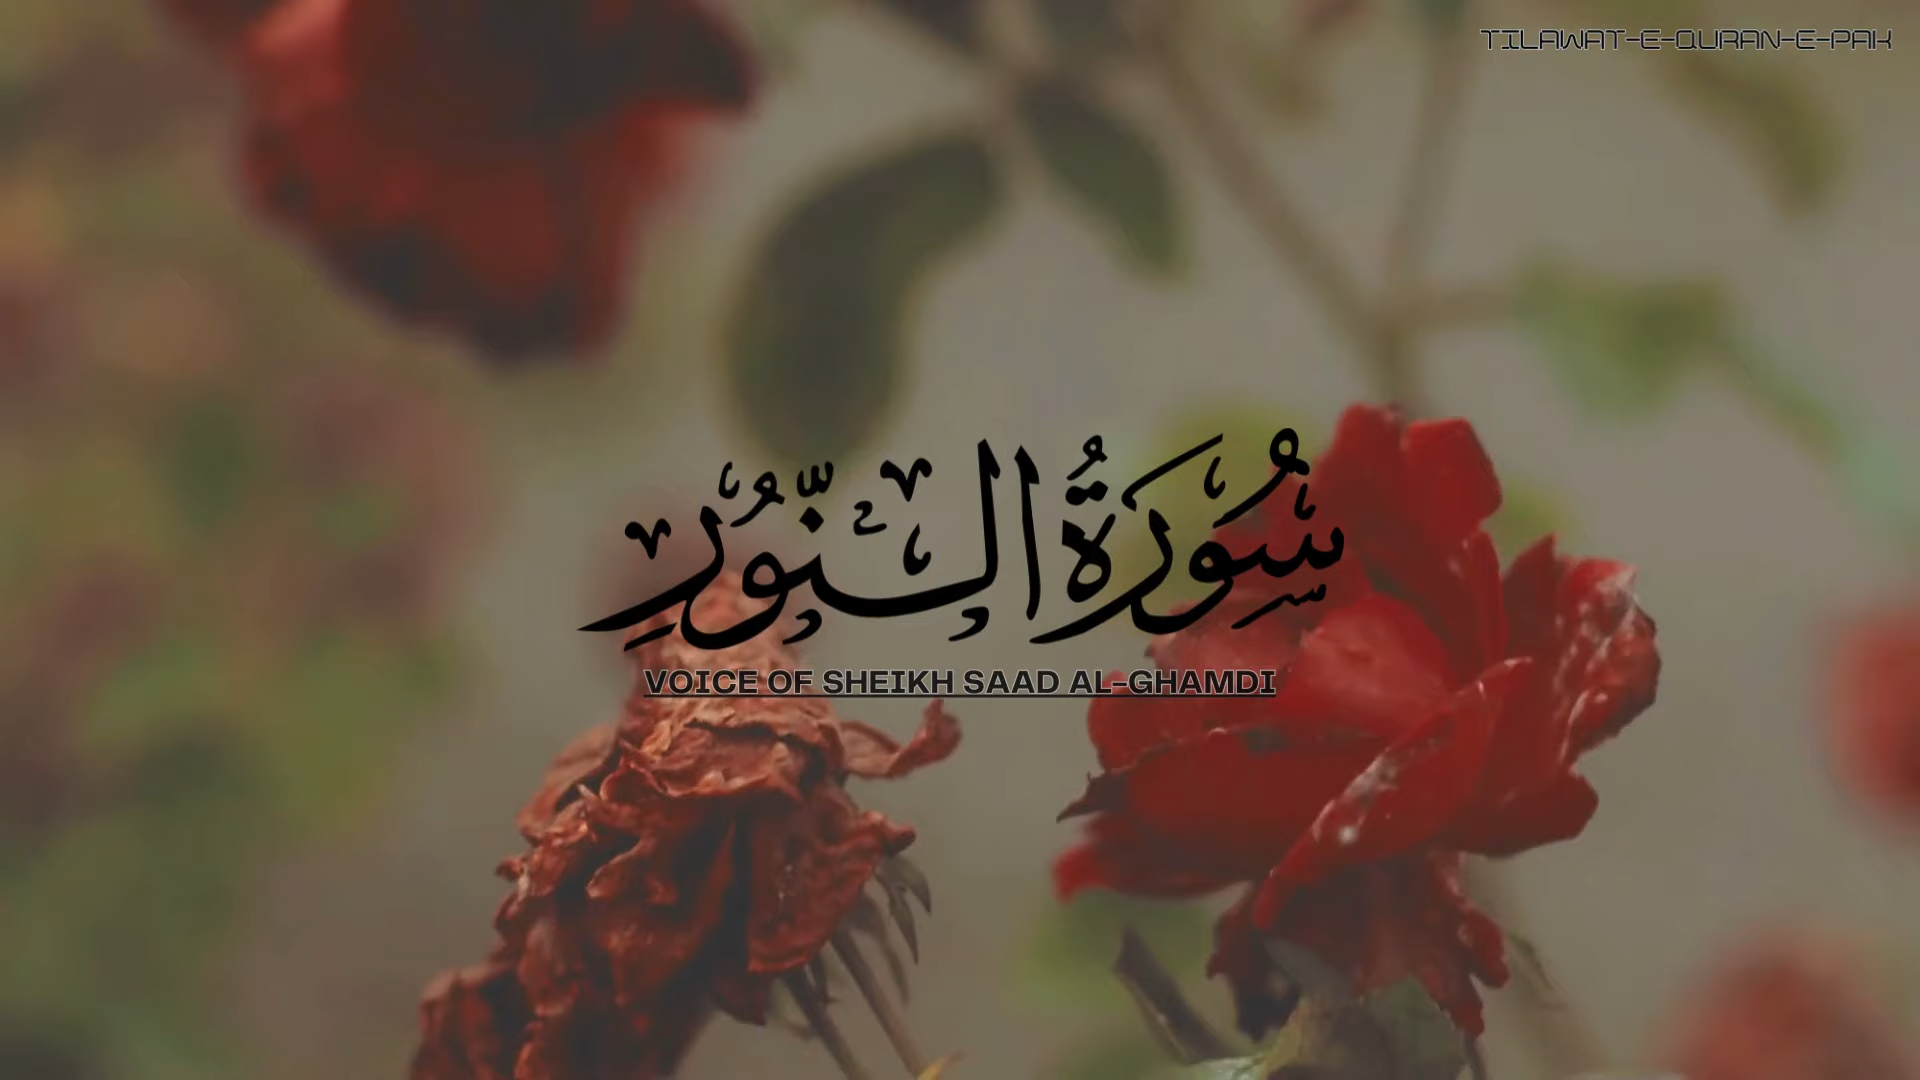 TILAWAT-E-QURAN-E-PAK
سُورَةُ النُّورِ
VOICE OF SHEIKH SAAD AL-GHAMDI